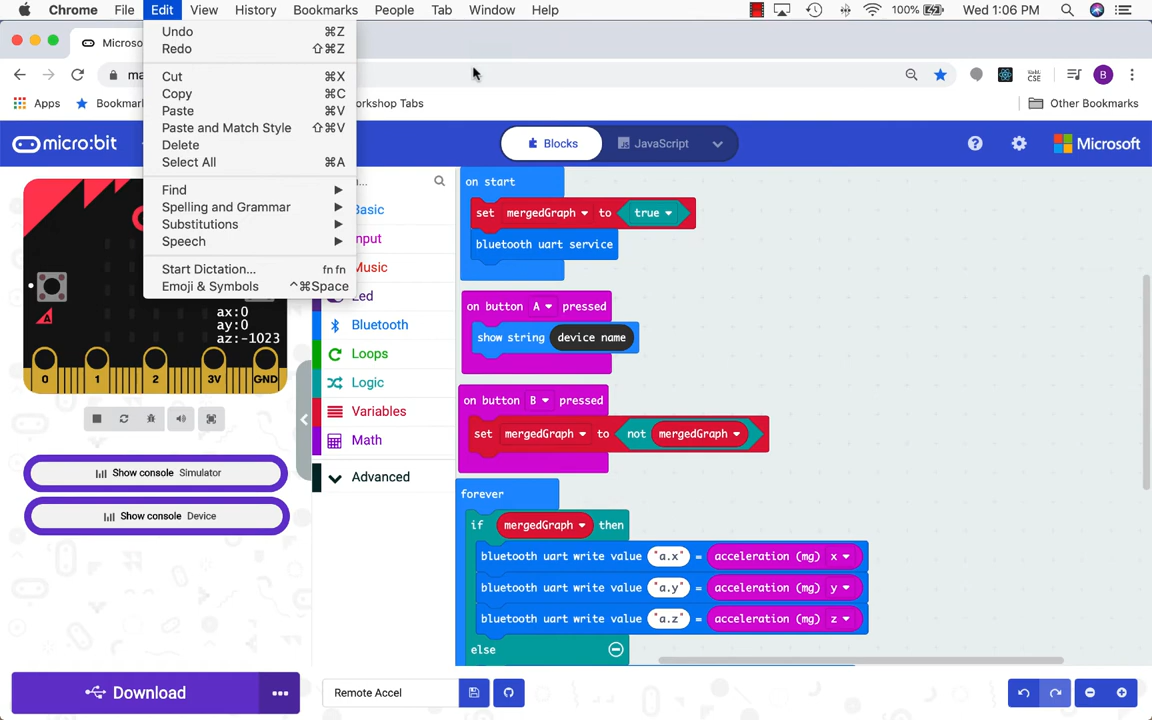 Chrome File Edit View History Bookmarks People Tab Window Help 100% Wed 1:06 PM
Undo ⌘Z
Redo ⇧⌘Z
Cut ⌘X
Copy ⌘C
Paste ⌘V
Paste and Match Style ⇧⌘V
Delete
Select All ⌘A
Find
Spelling and Grammar
Substitutions
Speech
Start Dictation... fn fn
Emoji & Symbols ^⌘Space
Microso
ma
B
Apps Bookmar orkshop Tabs Other Bookmarks
micro:bit Blocks JavaScript Microsoft
A
ax:0
ay:0
az:-1023
0 1 2 3V GND
Show console Simulator
Show console Device
Download
Basic
nput
Music
Led
Bluetooth
Loops
Logic
Variables
Math
Advanced
on start
set mergedGraph to true
bluetooth uart service
on button A pressed
show string device name
on button B pressed
set mergedGraph to not mergedGraph
forever
if mergedGraph then
bluetooth uart write value "a.x" = acceleration (mg) x
bluetooth uart write value "a.y" = acceleration (mg) y
bluetooth uart write value "a.z" = acceleration (mg) z
else
Remote Accel